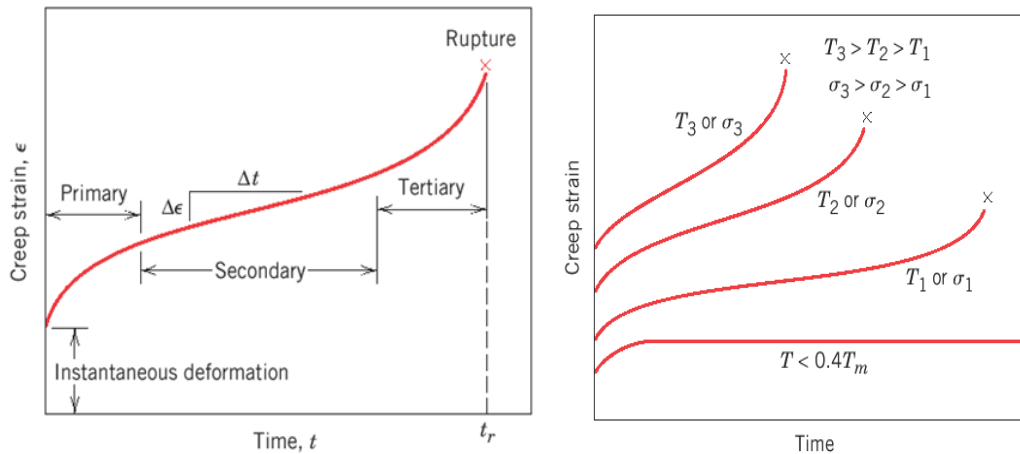 Rupture
×
Primary
Δt
Δϵ
Tertiary
Secondary
Instantaneous deformation
Creep strain, ϵ
Time, t
t_r
T₃ > T₂ > T₁
σ₃ > σ₂ > σ₁
×
T₃ or σ₃
×
T₂ or σ₂
×
T₁ or σ₁
T < 0.4T_m
Creep strain
Time